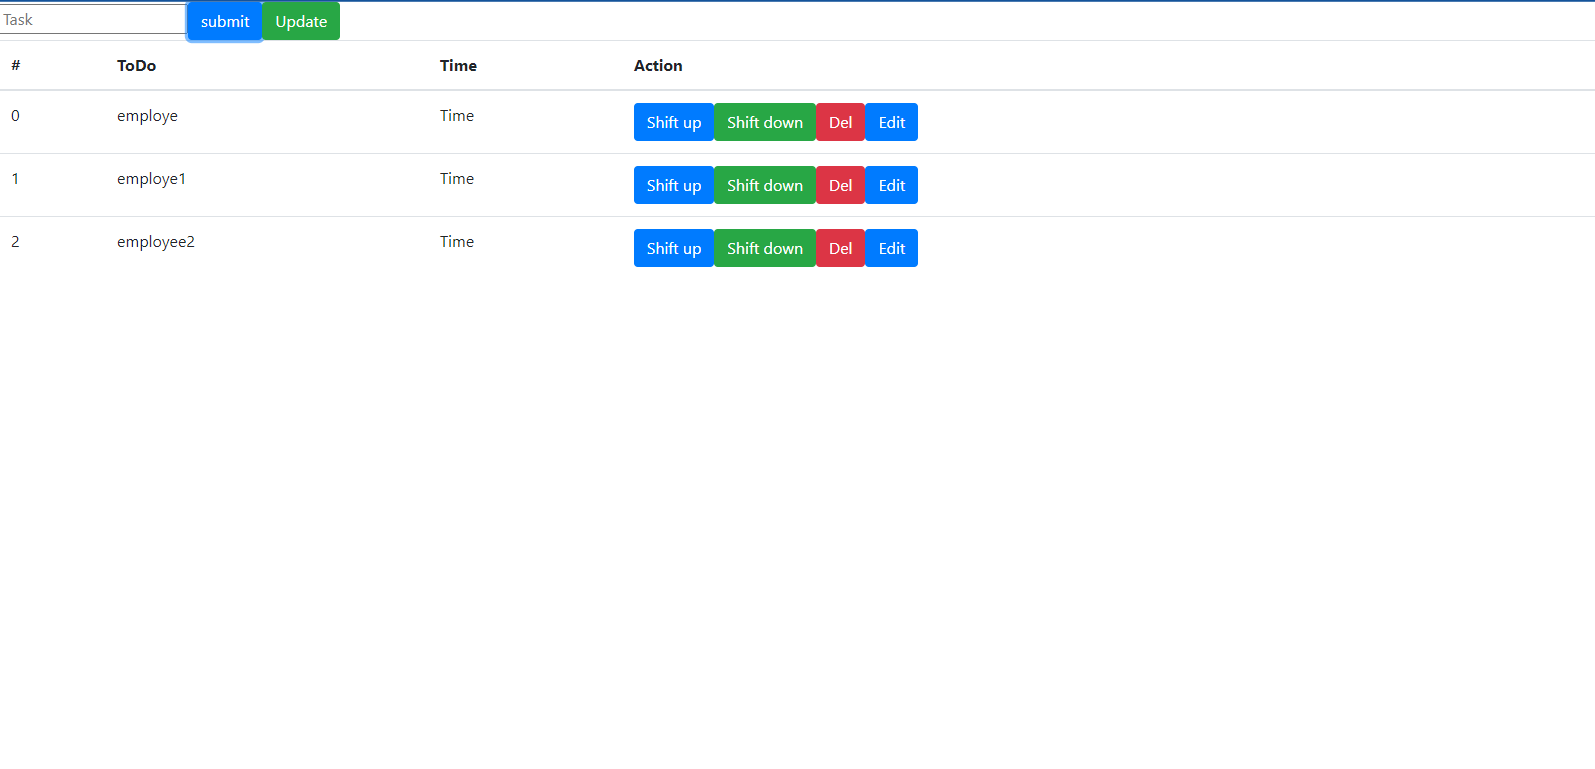 Task submit Update
# ToDo Time Action
0 employe Time Shift up Shift down Del Edit
1 employe1 Time Shift up Shift down Del Edit
2 employee2 Time Shift up Shift down Del Edit